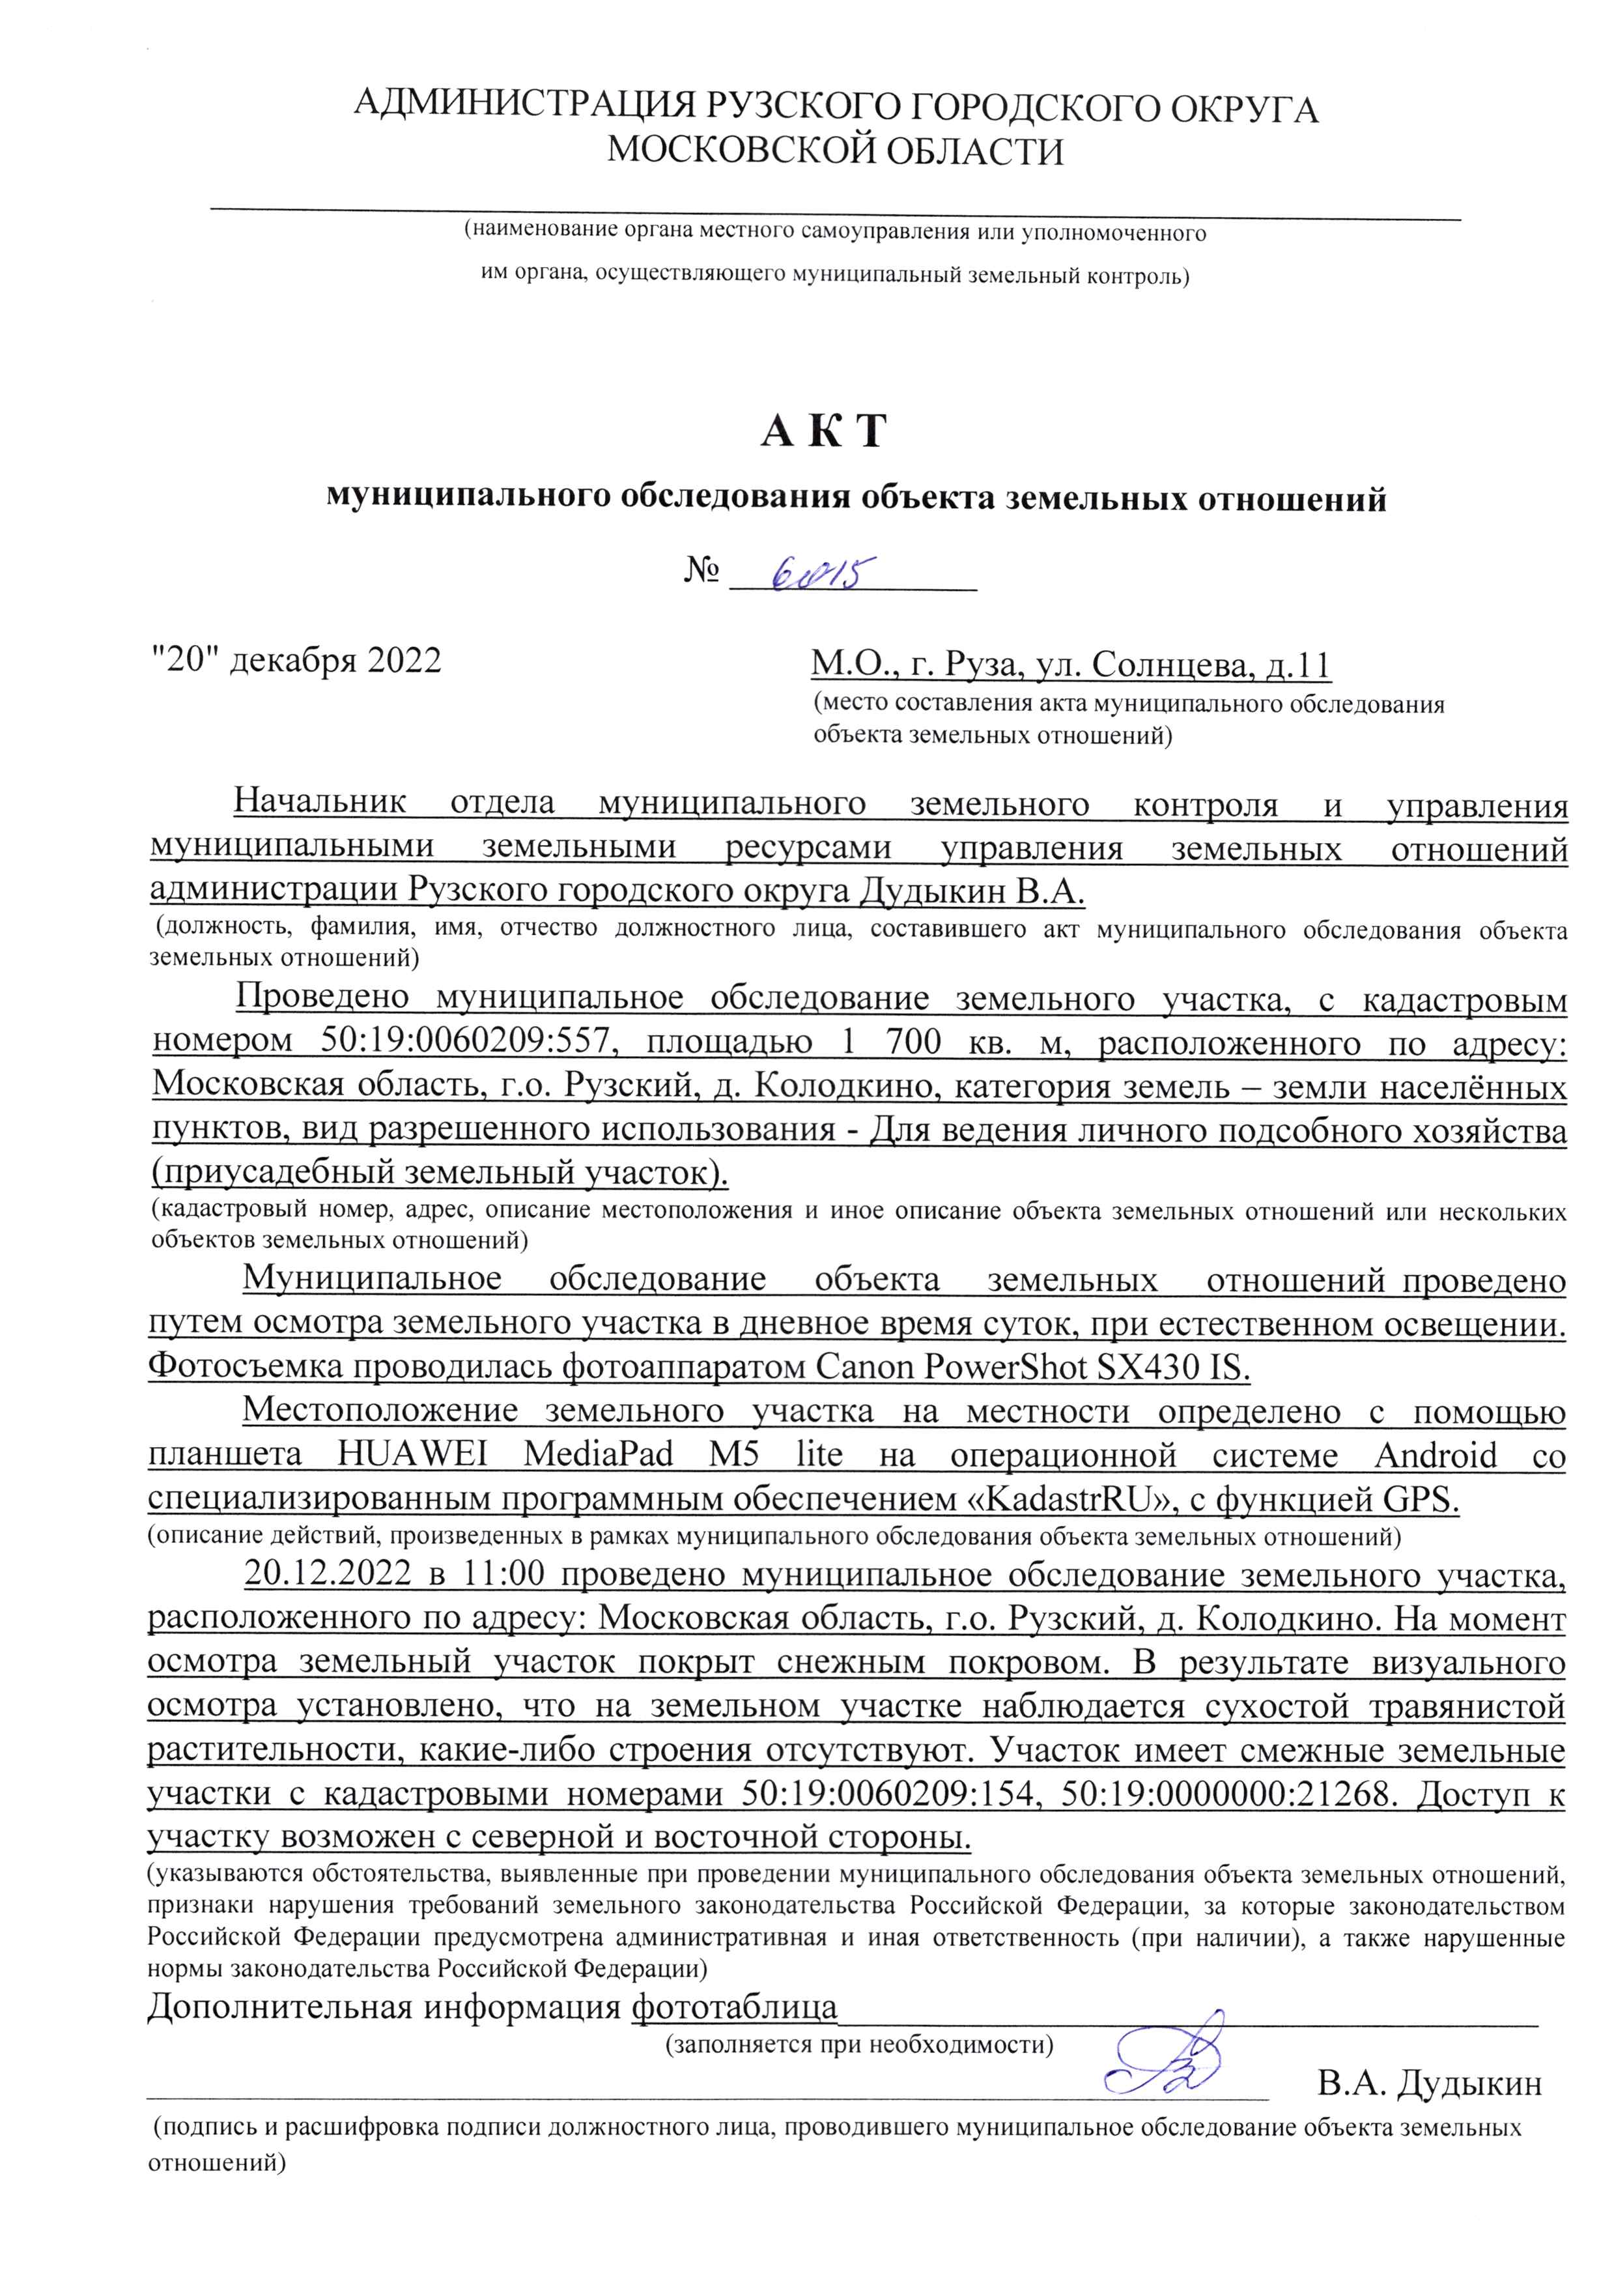 АДМИНИСТРАЦИЯ РУЗСКОГО ГОРОДСКОГО ОКРУГА
МОСКОВСКОЙ ОБЛАСТИ
(наименование органа местного самоуправления или уполномоченного
им органа, осуществляющего муниципальный земельный контроль)
А К Т
муниципального обследования объекта земельных отношений
№
"20" декабря 2022
М.О., г. Руза, ул. Солнцева, д.11
(место составления акта муниципального обследования
объекта земельных отношений)
Начальник отдела муниципального земельного контроля и управления
муниципальными земельными ресурсами управления земельных отношений
администрации Рузского городского округа Дудыкин В.А.
(должность, фамилия, имя, отчество должностного лица, составившего акт муниципального обследования объекта
земельных отношений)
Проведено муниципальное обследование земельного участка, с кадастровым
номером 50:19:0060209:557, площадью 1 700 кв. м, расположенного по адресу:
Московская область, г.о. Рузский, д. Колодкино, категория земель – земли населённых
пунктов, вид разрешенного использования - Для ведения личного подсобного хозяйства
(приусадебный земельный участок).
(кадастровый номер, адрес, описание местоположения и иное описание объекта земельных отношений или нескольких
объектов земельных отношений)
Муниципальное обследование объекта земельных отношений проведено
путем осмотра земельного участка в дневное время суток, при естественном освещении.
Фотосъемка проводилась фотоаппаратом Canon PowerShot SX430 IS.
Местоположение земельного участка на местности определено с помощью
планшета HUAWEI MediaPad M5 lite на операционной системе Android со
специализированным программным обеспечением «KadastrRU», с функцией GPS.
(описание действий, произведенных в рамках муниципального обследования объекта земельных отношений)
20.12.2022 в 11:00 проведено муниципальное обследование земельного участка,
расположенного по адресу: Московская область, г.о. Рузский, д. Колодкино. На момент
осмотра земельный участок покрыт снежным покровом. В результате визуального
осмотра установлено, что на земельном участке наблюдается сухостой травянистой
растительности, какие-либо строения отсутствуют. Участок имеет смежные земельные
участки с кадастровыми номерами 50:19:0060209:154, 50:19:0000000:21268. Доступ к
участку возможен с северной и восточной стороны.
(указываются обстоятельства, выявленные при проведении муниципального обследования объекта земельных отношений,
признаки нарушения требований земельного законодательства Российской Федерации, за которые законодательством
Российской Федерации предусмотрена административная и иная ответственность (при наличии), а также нарушенные
нормы законодательства Российской Федерации)
Дополнительная информация фототаблица
(заполняется при необходимости)
В.А. Дудыкин
(подпись и расшифровка подписи должностного лица, проводившего муниципальное обследование объекта земельных
отношений)